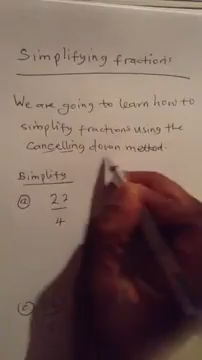 Simplifying fractions
We are going to learn how to
simplify fractions using the
cancelling down method.
Simplify
(a) 22
4
(c)